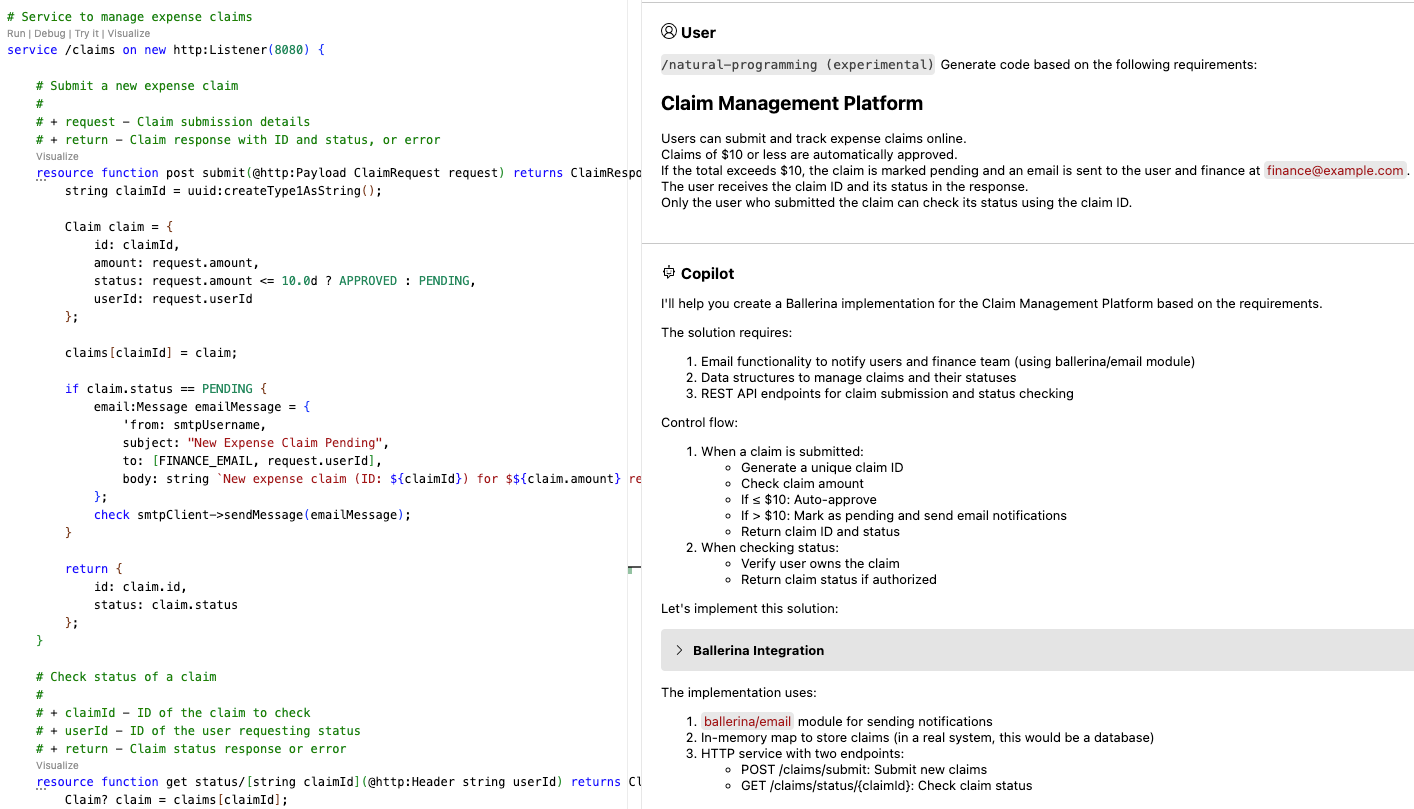 # Service to manage expense claims
Run | Debug | Try it | Visualize
service /claims on new http:Listener(8080) {
# Submit a new expense claim
#
# + request – Claim submission details
# + return – Claim response with ID and status, or error
Visualize
resource function post submit(@http:Payload ClaimRequest request) returns ClaimRespo
string claimId = uuid:createType1AsString();
Claim claim = {
id: claimId,
amount: request.amount,
status: request.amount <= 10.0d ? APPROVED : PENDING,
userId: request.userId
};
claims[claimId] = claim;
if claim.status == PENDING {
email:Message emailMessage = {
'from: smtpUsername,
subject: "New Expense Claim Pending",
to: [FINANCE_EMAIL, request.userId],
body: string `New expense claim (ID: ${claimId}) for $${claim.amount} re
};
check smtpClient->sendMessage(emailMessage);
}
return {
id: claim.id,
status: claim.status
};
}
# Check status of a claim
#
# + claimId – ID of the claim to check
# + userId – ID of the user requesting status
# + return – Claim status response or error
Visualize
resource function get status/[string claimId](@http:Header string userId) returns Cl
Claim? claim = claims[claimId];
User
/natural-programming (experimental) Generate code based on the following requirements:
Claim Management Platform
Users can submit and track expense claims online.
Claims of $10 or less are automatically approved.
If the total exceeds $10, the claim is marked pending and an email is sent to the user and finance at finance@example.com.
The user receives the claim ID and its status in the response.
Only the user who submitted the claim can check its status using the claim ID.
Copilot
I'll help you create a Ballerina implementation for the Claim Management Platform based on the requirements.
The solution requires:
1. Email functionality to notify users and finance team (using ballerina/email module)
2. Data structures to manage claims and their statuses
3. REST API endpoints for claim submission and status checking
Control flow:
1. When a claim is submitted:
◦ Generate a unique claim ID
◦ Check claim amount
◦ If ≤ $10: Auto-approve
◦ If > $10: Mark as pending and send email notifications
◦ Return claim ID and status
2. When checking status:
◦ Verify user owns the claim
◦ Return claim status if authorized
Let's implement this solution:
Ballerina Integration
The implementation uses:
1. ballerina/email module for sending notifications
2. In-memory map to store claims (in a real system, this would be a database)
3. HTTP service with two endpoints:
◦ POST /claims/submit: Submit new claims
◦ GET /claims/status/{claimId}: Check claim status